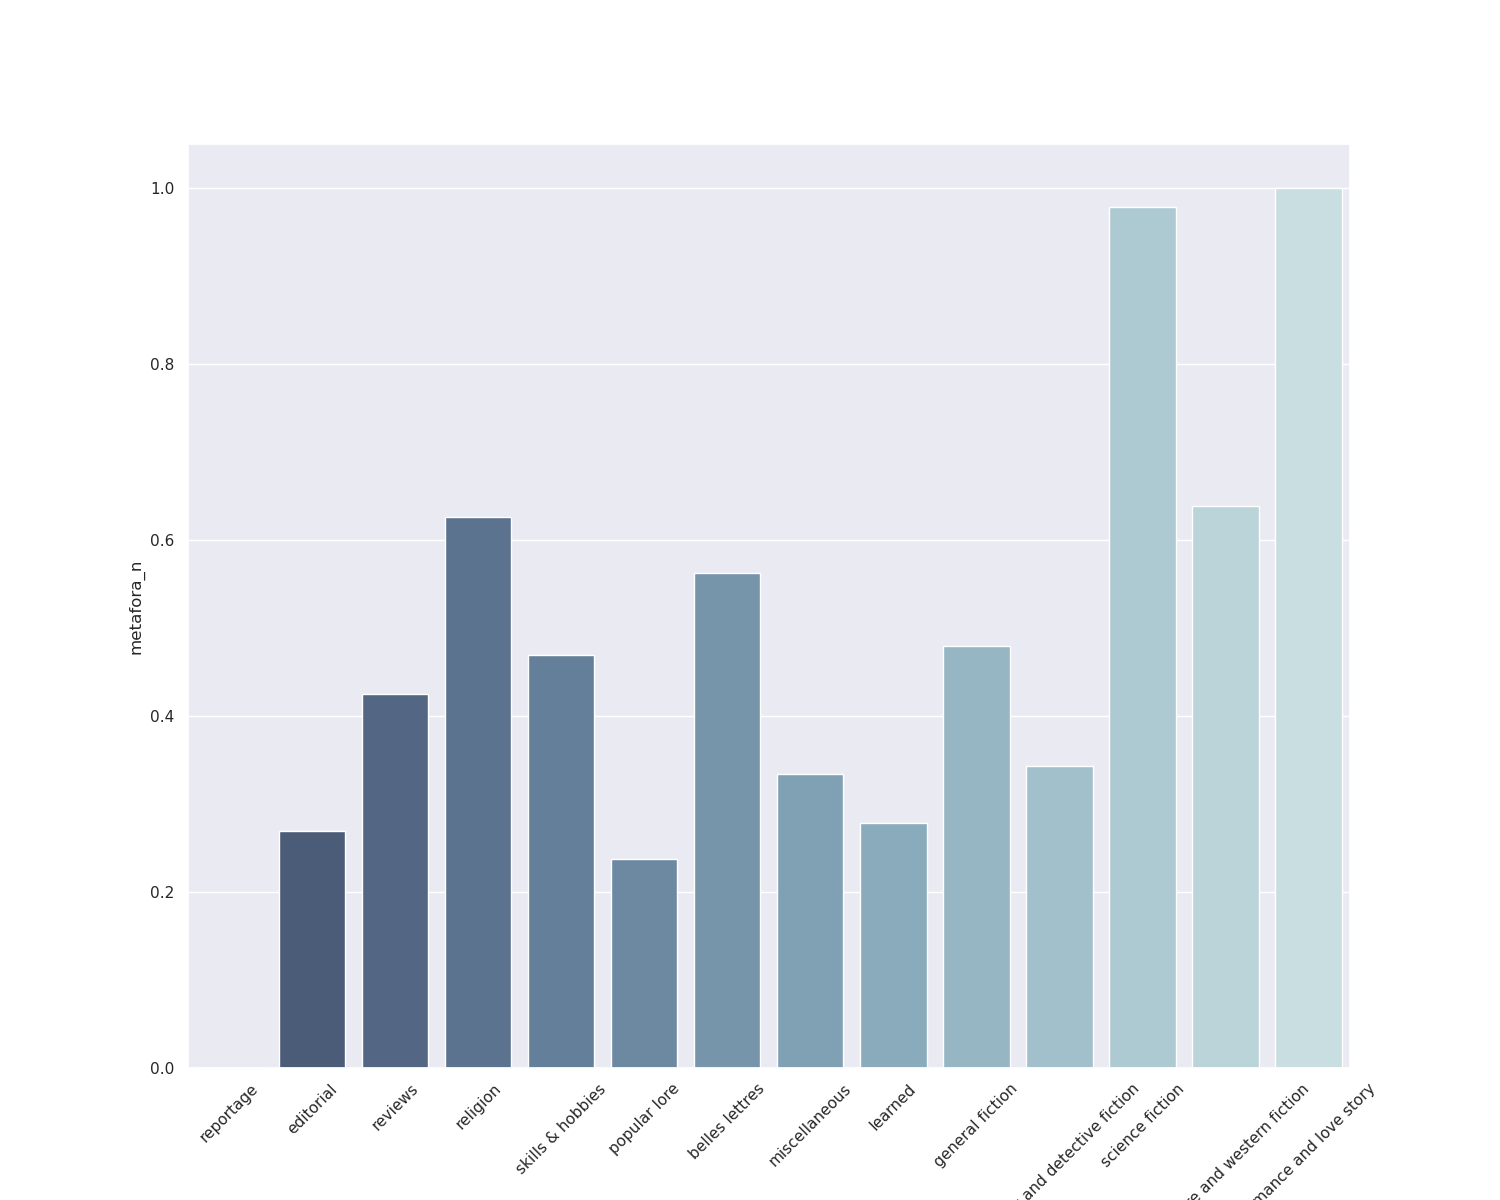 1.0
0.8
0.6
0.4
0.2
0.0
metafora_n
reportage
editorial
reviews
religion
skills & hobbies
popular lore
belles lettres
miscellaneous
learned
general fiction
and detective fiction
science fiction
and western fiction
and love story